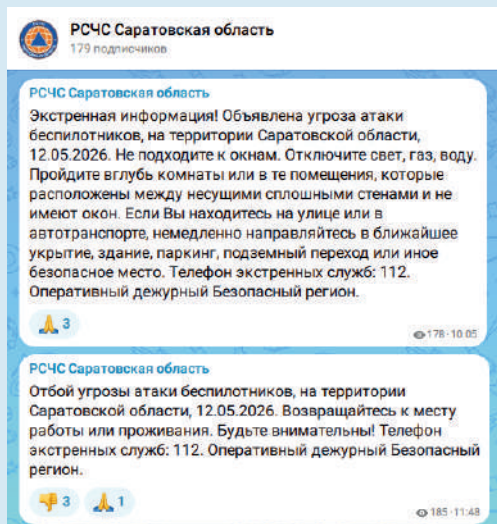 РСЧС Саратовская область
179 подписчиков
РСЧС Саратовская область
Экстренная информация! Объявлена угроза атаки
беспилотников, на территории Саратовской области,
12.05.2026. Не подходите к окнам. Отключите свет, газ, воду.
Пройдите вглубь комнаты или в те помещения, которые
расположены между несущими сплошными стенами и не
имеют окон. Если Вы находитесь на улице или в
автотранспорте, немедленно направляйтесь в ближайшее
укрытие, здание, паркинг, подземный переход или иное
безопасное место. Телефон экстренных служб: 112.
Оперативный дежурный Безопасный регион.
🙏 3
178 · 10:05
РСЧС Саратовская область
Отбой угрозы атаки беспилотников, на территории
Саратовской области, 12.05.2026. Возвращайтесь к месту
работы или проживания. Будьте внимательны! Телефон
экстренных служб: 112. Оперативный дежурный Безопасный
регион.
👎 3 🙏 1
185 · 11:48